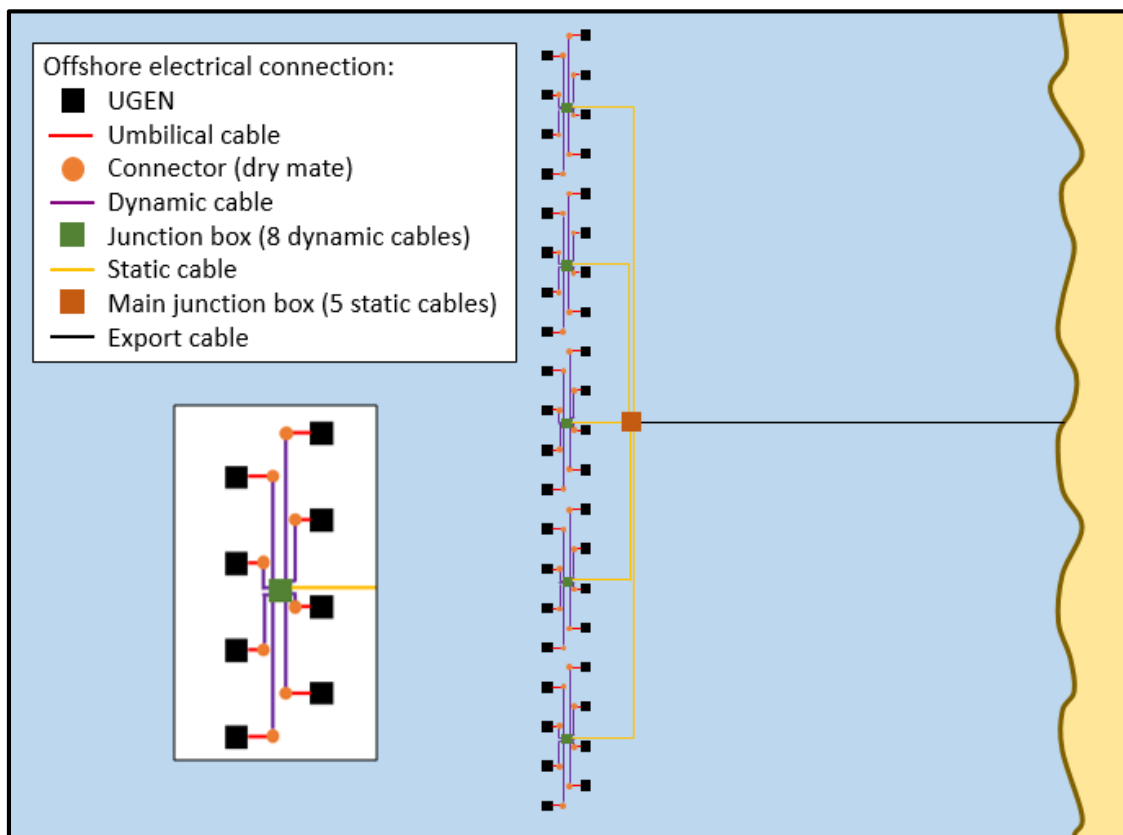 Offshore electrical connection:
UGEN
Umbilical cable
Connector (dry mate)
Dynamic cable
Junction box (8 dynamic cables)
Static cable
Main junction box (5 static cables)
Export cable